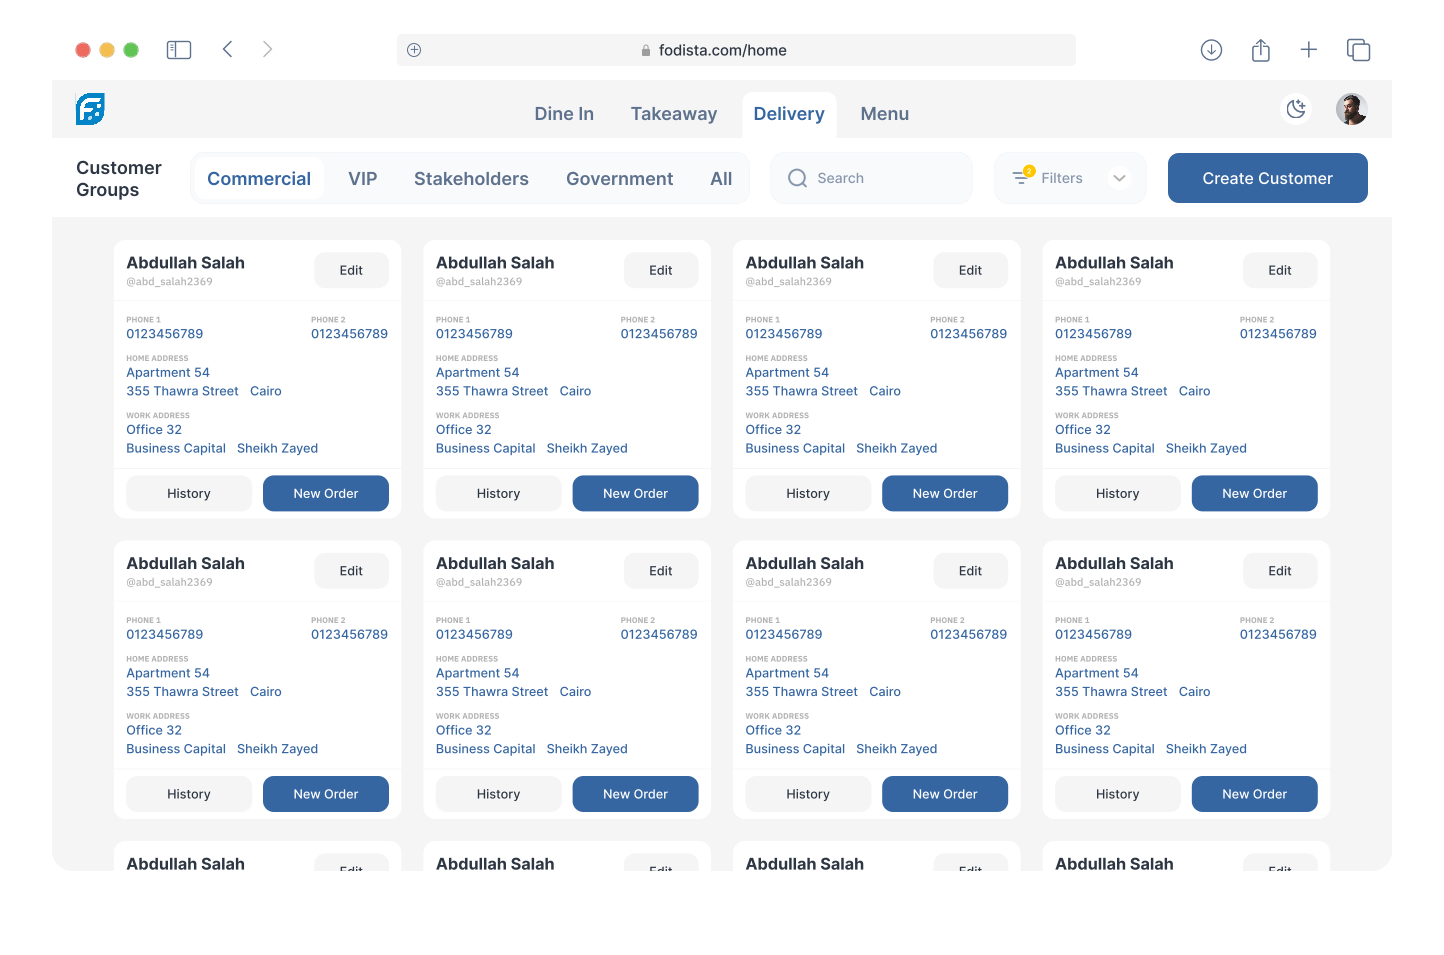 fodista.com/home
Dine In Takeaway Delivery Menu
Customer Groups
Commercial VIP Stakeholders Government All
Search
2
Filters
Create Customer
Abdullah Salah Edit Abdullah Salah Edit Abdullah Salah Edit Abdullah Salah Edit
@abd_salah2369 @abd_salah2369 @abd_salah2369 @abd_salah2369
PHONE 1 PHONE 2 PHONE 1 PHONE 2 PHONE 1 PHONE 2 PHONE 1 PHONE 2
0123456789 0123456789 0123456789 0123456789 0123456789 0123456789 0123456789 0123456789
HOME ADDRESS HOME ADDRESS HOME ADDRESS HOME ADDRESS
Apartment 54 Apartment 54 Apartment 54 Apartment 54
355 Thawra Street Cairo 355 Thawra Street Cairo 355 Thawra Street Cairo 355 Thawra Street Cairo
WORK ADDRESS WORK ADDRESS WORK ADDRESS WORK ADDRESS
Office 32 Office 32 Office 32 Office 32
Business Capital Sheikh Zayed Business Capital Sheikh Zayed Business Capital Sheikh Zayed Business Capital Sheikh Zayed
History New Order History New Order History New Order History New Order
Abdullah Salah Edit Abdullah Salah Edit Abdullah Salah Edit Abdullah Salah Edit
@abd_salah2369 @abd_salah2369 @abd_salah2369 @abd_salah2369
PHONE 1 PHONE 2 PHONE 1 PHONE 2 PHONE 1 PHONE 2 PHONE 1 PHONE 2
0123456789 0123456789 0123456789 0123456789 0123456789 0123456789 0123456789 0123456789
HOME ADDRESS HOME ADDRESS HOME ADDRESS HOME ADDRESS
Apartment 54 Apartment 54 Apartment 54 Apartment 54
355 Thawra Street Cairo 355 Thawra Street Cairo 355 Thawra Street Cairo 355 Thawra Street Cairo
WORK ADDRESS WORK ADDRESS WORK ADDRESS WORK ADDRESS
Office 32 Office 32 Office 32 Office 32
Business Capital Sheikh Zayed Business Capital Sheikh Zayed Business Capital Sheikh Zayed Business Capital Sheikh Zayed
History New Order History New Order History New Order History New Order
Abdullah Salah Edit Abdullah Salah Edit Abdullah Salah Edit Abdullah Salah Edit